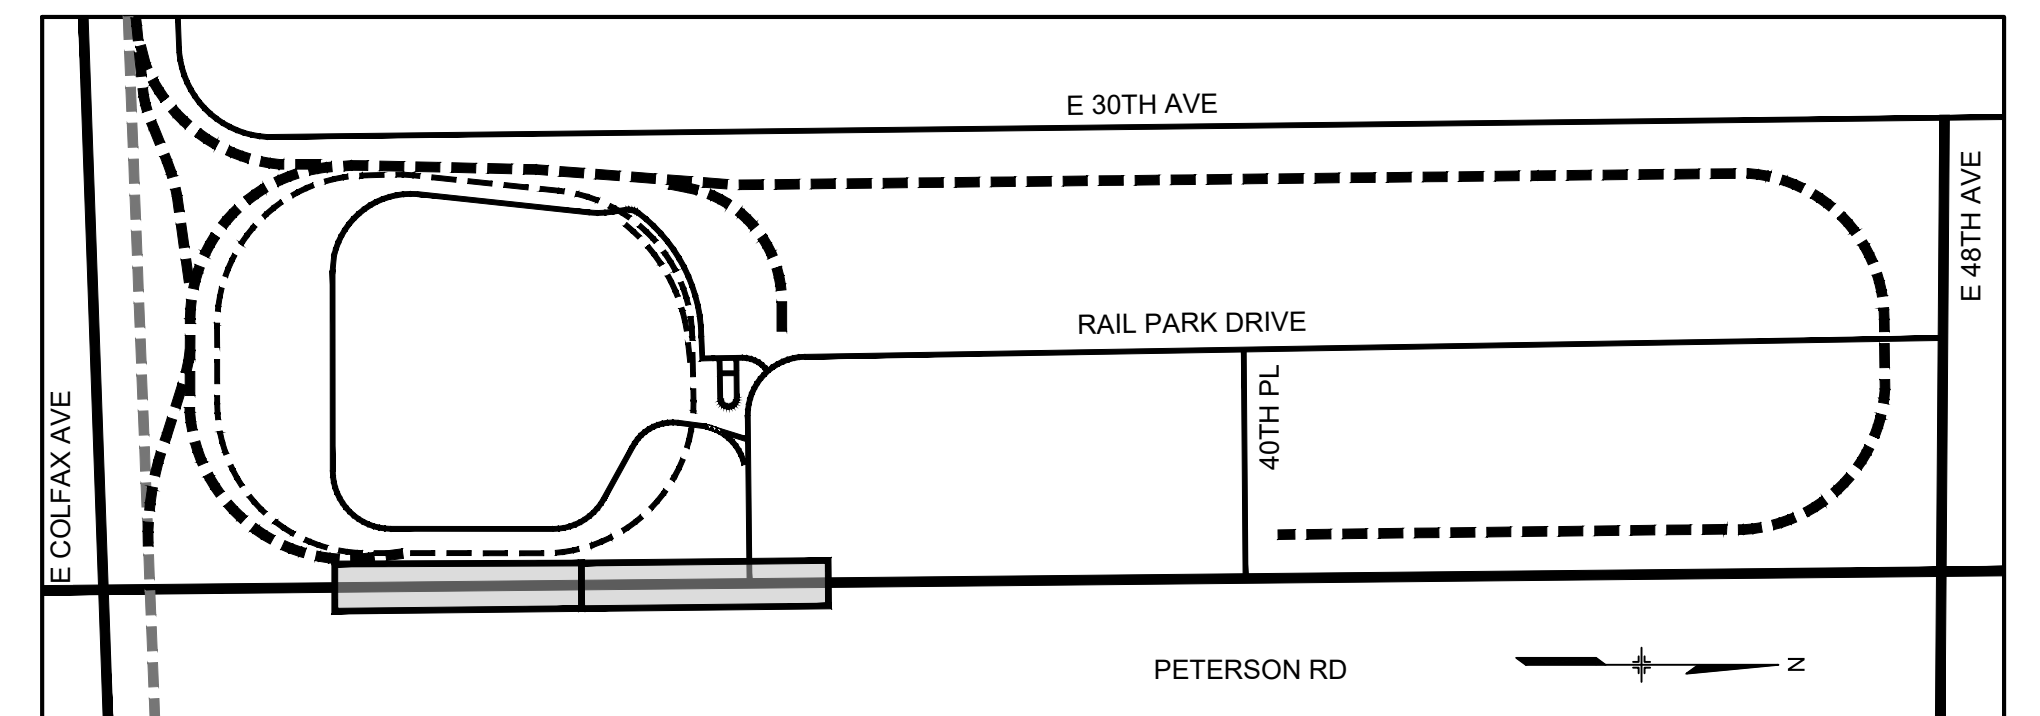 E 30TH AVE
E 48TH AVE
RAIL PARK DRIVE
40TH PL
E COLFAX AVE
PETERSON RD
N